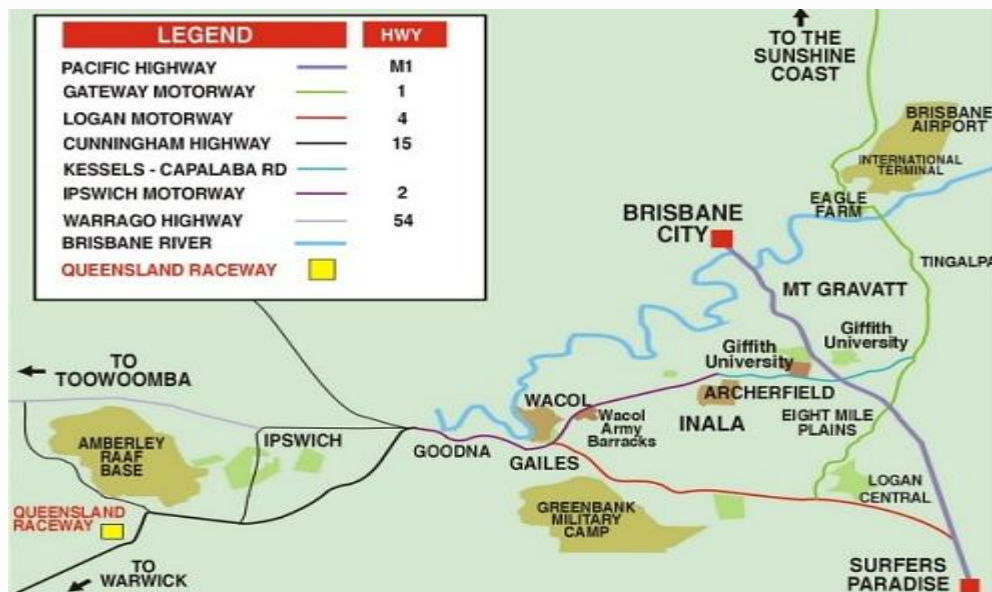 LEGEND HWY
PACIFIC HIGHWAY M1
GATEWAY MOTORWAY 1
LOGAN MOTORWAY 4
CUNNINGHAM HIGHWAY 15
KESSELS - CAPALABA RD
IPSWICH MOTORWAY 2
WARRAGO HIGHWAY 54
BRISBANE RIVER
QUEENSLAND RACEWAY
TO THE
SUNSHINE
COAST
BRISBANE
AIRPORT
INTERNATIONAL
TERMINAL
EAGLE
FARM
BRISBANE
CITY
TINGALPA
MT GRAVATT
Griffith
University
Griffith
University
TO
TOOWOOMBA
WACOL
ARCHERFIELD
Wacol
Army
Barracks
INALA
EIGHT MILE
PLAINS
IPSWICH
AMBERLEY
RAAF
BASE
GOODNA
GAILES
LOGAN
CENTRAL
QUEENSLAND
RACEWAY
GREENBANK
MILITARY
CAMP
TO
WARWICK
SURFERS
PARADISE